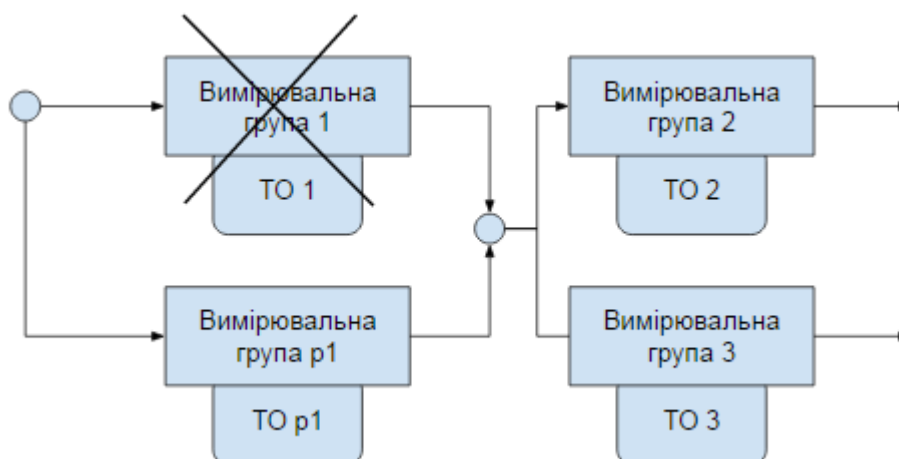 Вимірювальна
група 1
ТО 1
Вимірювальна
група 2
ТО 2
Вимірювальна
група р1
ТО р1
Вимірювальна
група 3
ТО 3